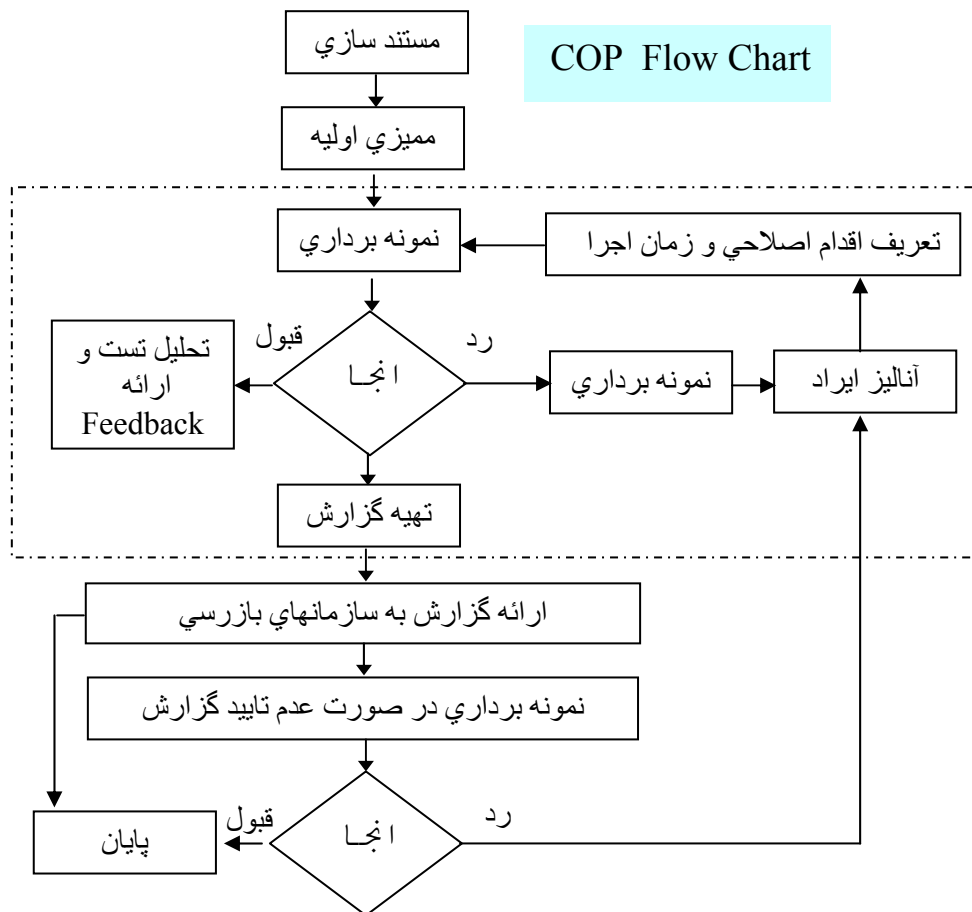 مستند سازي
COP Flow Chart
مميزي اوليه
نمونه برداري
تعريف اقدام اصلاحي و زمان اجرا
قبول
رد
تحليل تست و
ارائه
Feedback
انجـا
نمونه برداري
آناليز ايراد
تهيه گزارش
ارائه گزارش به سازمانهاي بازرسي
نمونه برداري در صورت عدم تاييد گزارش
قبول
رد
انجـا
پايان